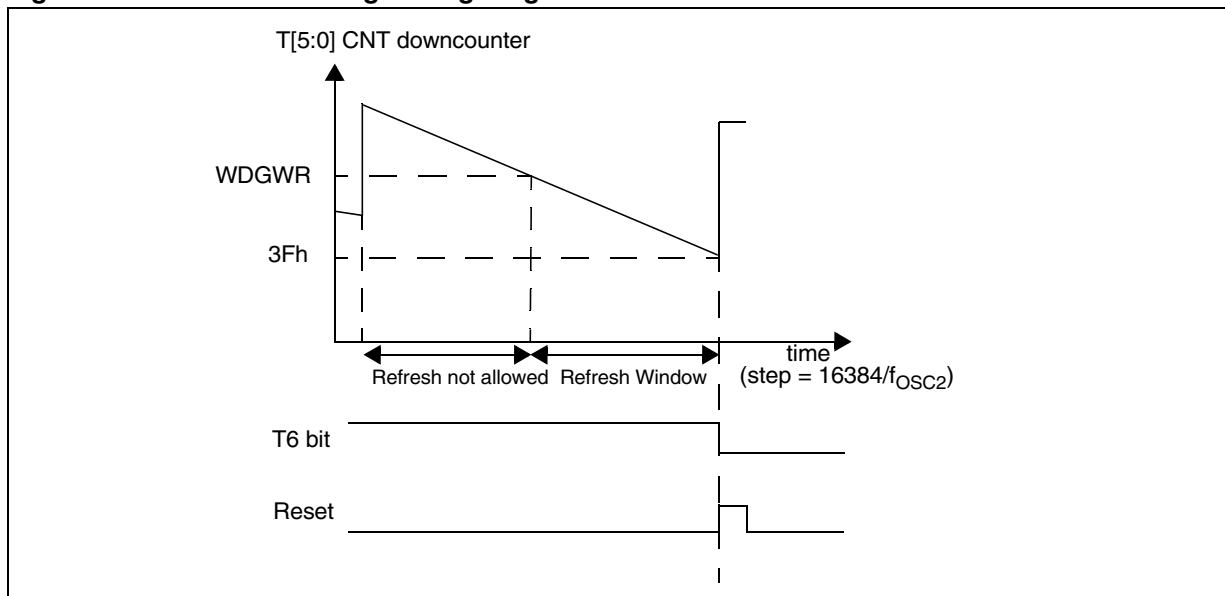 T[5:0] CNT downcounter
WDGWR
3Fh
time
Refresh not allowed Refresh Window (step = 16384/fOSC2)
T6 bit
Reset